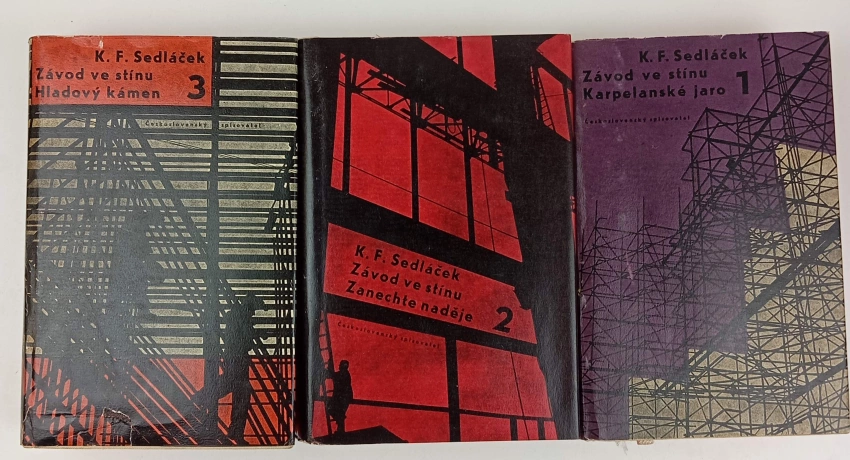 K. F. Sedláček
Závod ve stínu
Hladový kámen 3
Československý spisovatel
K. F. Sedláček
Závod ve stínu
Zanechte naděje 2
Československý spisovatel
K. F. Sedláček
Závod ve stínu
Karpelanské jaro 1
Československý spisovatel